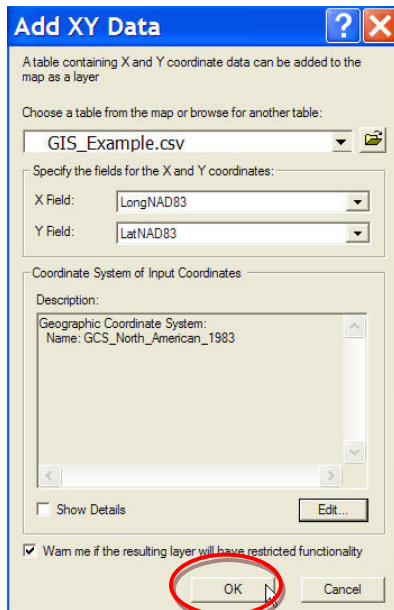 Add XY Data
A table containing X and Y coordinate data can be added to the
map as a layer
Choose a table from the map or browse for another table:
GIS_Example.csv
Specify the fields for the X and Y coordinates:
X Field: LongNAD83
Y Field: LatNAD83
Coordinate System of Input Coordinates
Description:
Geographic Coordinate System:
Name: GCS_North_American_1983
Show Details Edit...
Warn me if the resulting layer will have restricted functionality
OK Cancel